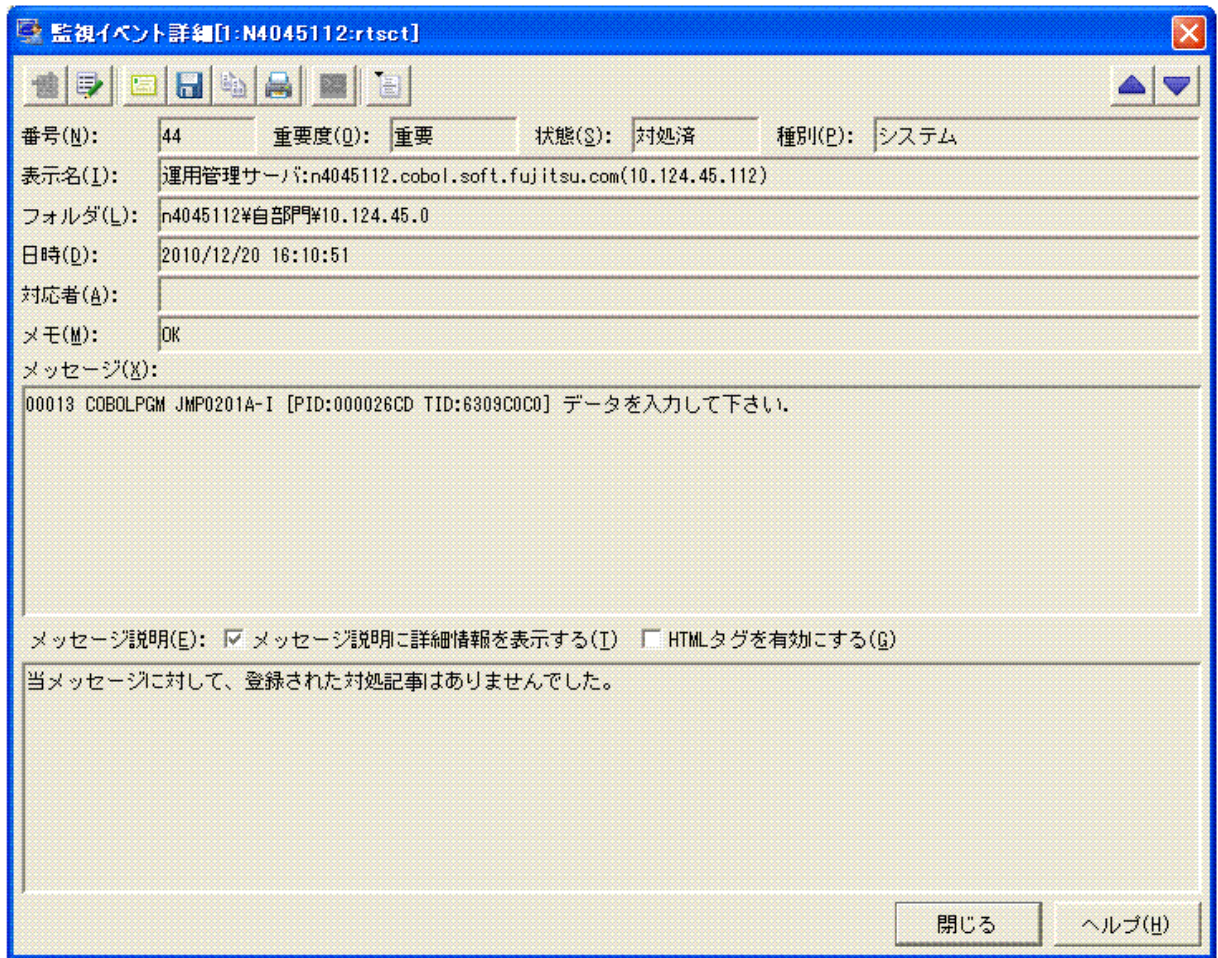 監視イベント詳細[1:N4045112:rtsct]
番号(N): 44 重要度(O): 重要 状態(S): 対処済 種別(P): システム
表示名(I): 運用管理サーバ:n4045112.cobol.soft.fujitsu.com(10.124.45.112)
フォルダ(L): n4045112¥自部門¥10.124.45.0
日時(D): 2010/12/20 16:10:51
対応者(A):
メモ(M): OK
メッセージ(X):
00013 COBOLPGM JMP0201A-I [PID:000026CD TID:6309C0C0] データを入力して下さい.
メッセージ説明(E): メッセージ説明に詳細情報を表示する(T) HTMLタグを有効にする(G)
当メッセージに対して、登録された対処記事はありませんでした。
閉じる ヘルプ(H)